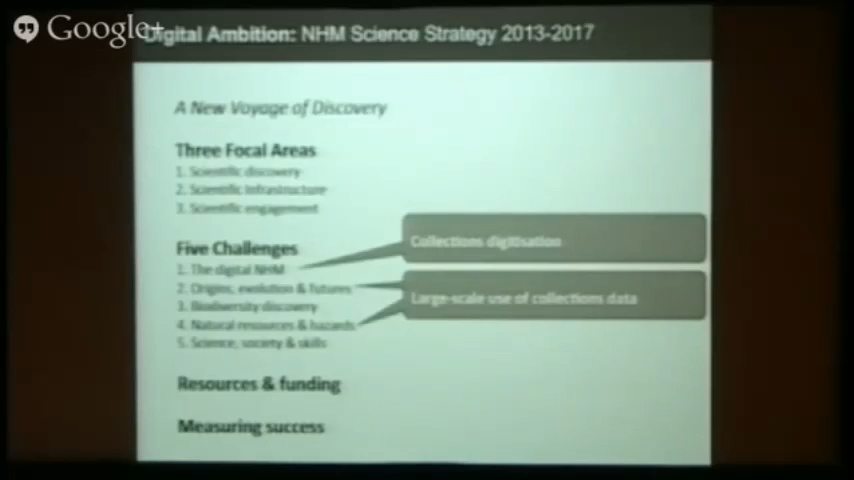 Google+
Digital Ambition: NHM Science Strategy 2013-2017
A New Voyage of Discovery
Three Focal Areas
1. Scientific discovery
2. Scientific Infrastructure
3. Scientific engagement
Five Challenges
1. The digital NHM
2. Origins, evolution & futures
3. Biodiversity discovery
4. Natural resources & hazards
5. Science, society & skills
Collections digitisation
Large-scale use of collections data
Resources & funding
Measuring success